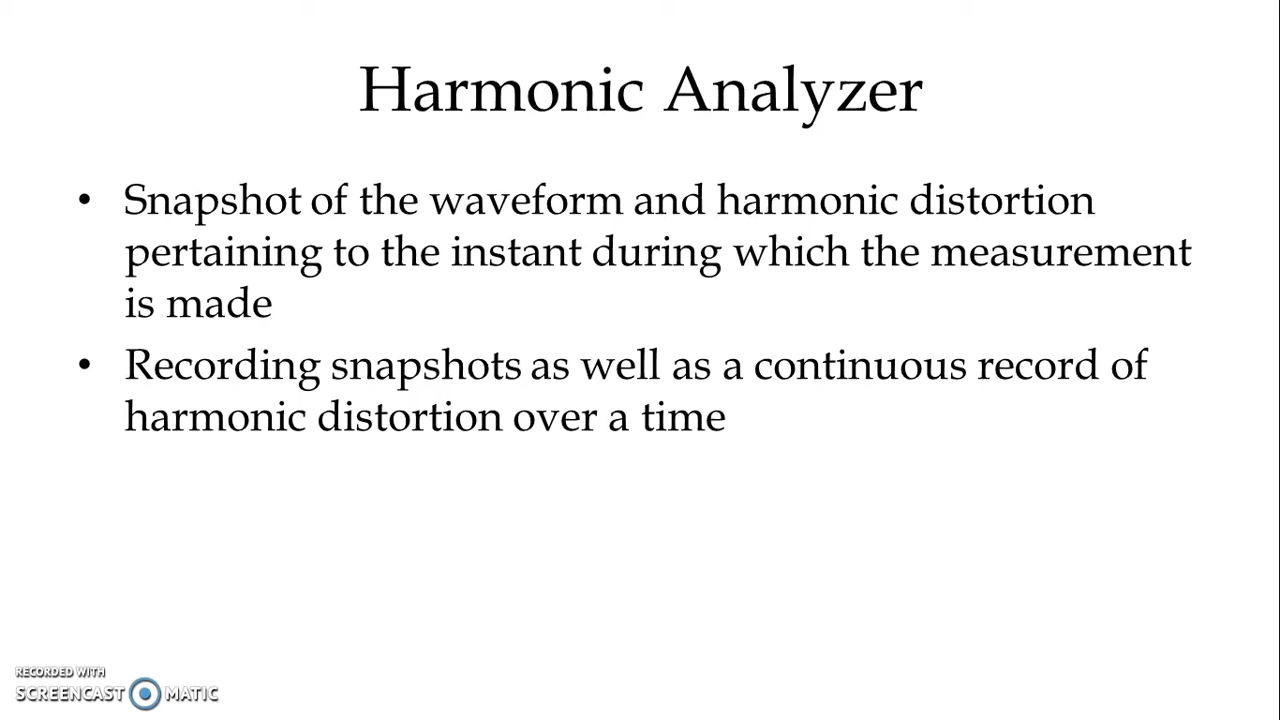 Harmonic Analyzer
• Snapshot of the waveform and harmonic distortion
pertaining to the instant during which the measurement
is made
• Recording snapshots as well as a continuous record of
harmonic distortion over a time
RECORDED WITH
SCREENCAST MATIC